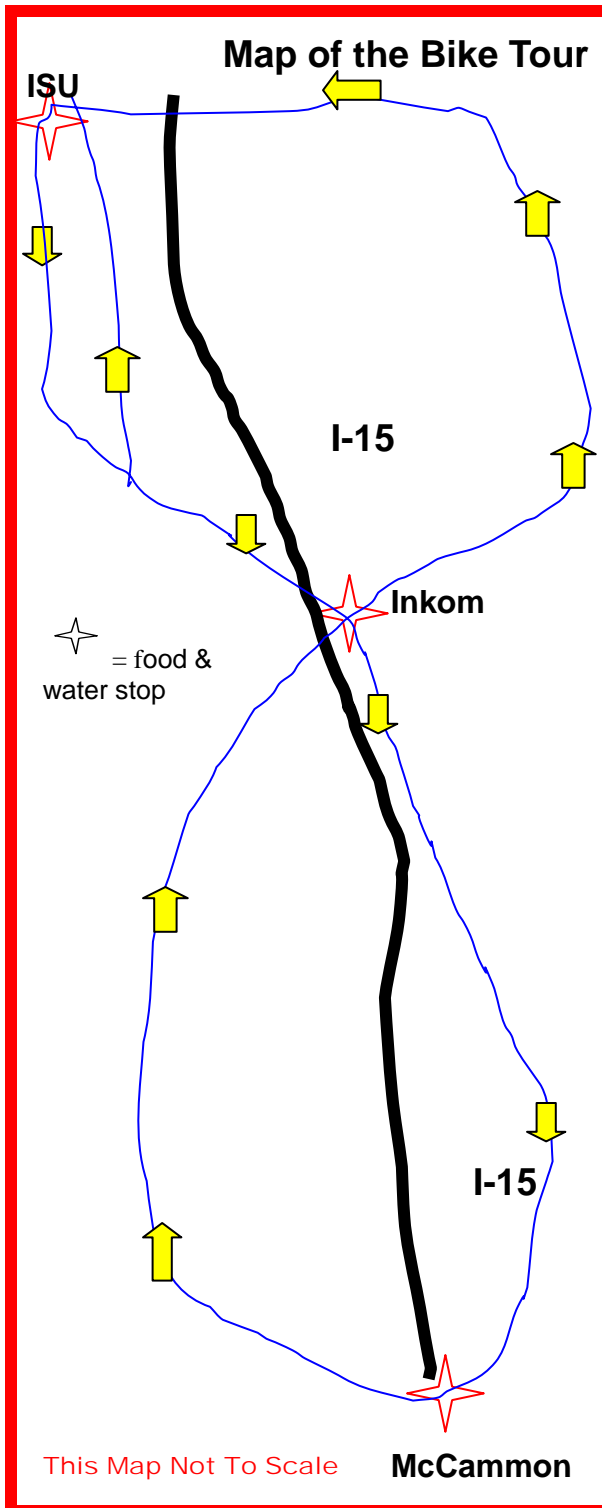 Map of the Bike Tour
ISU
I-15
Inkom
= food &
water stop
I-15
This Map Not To Scale
McCammon